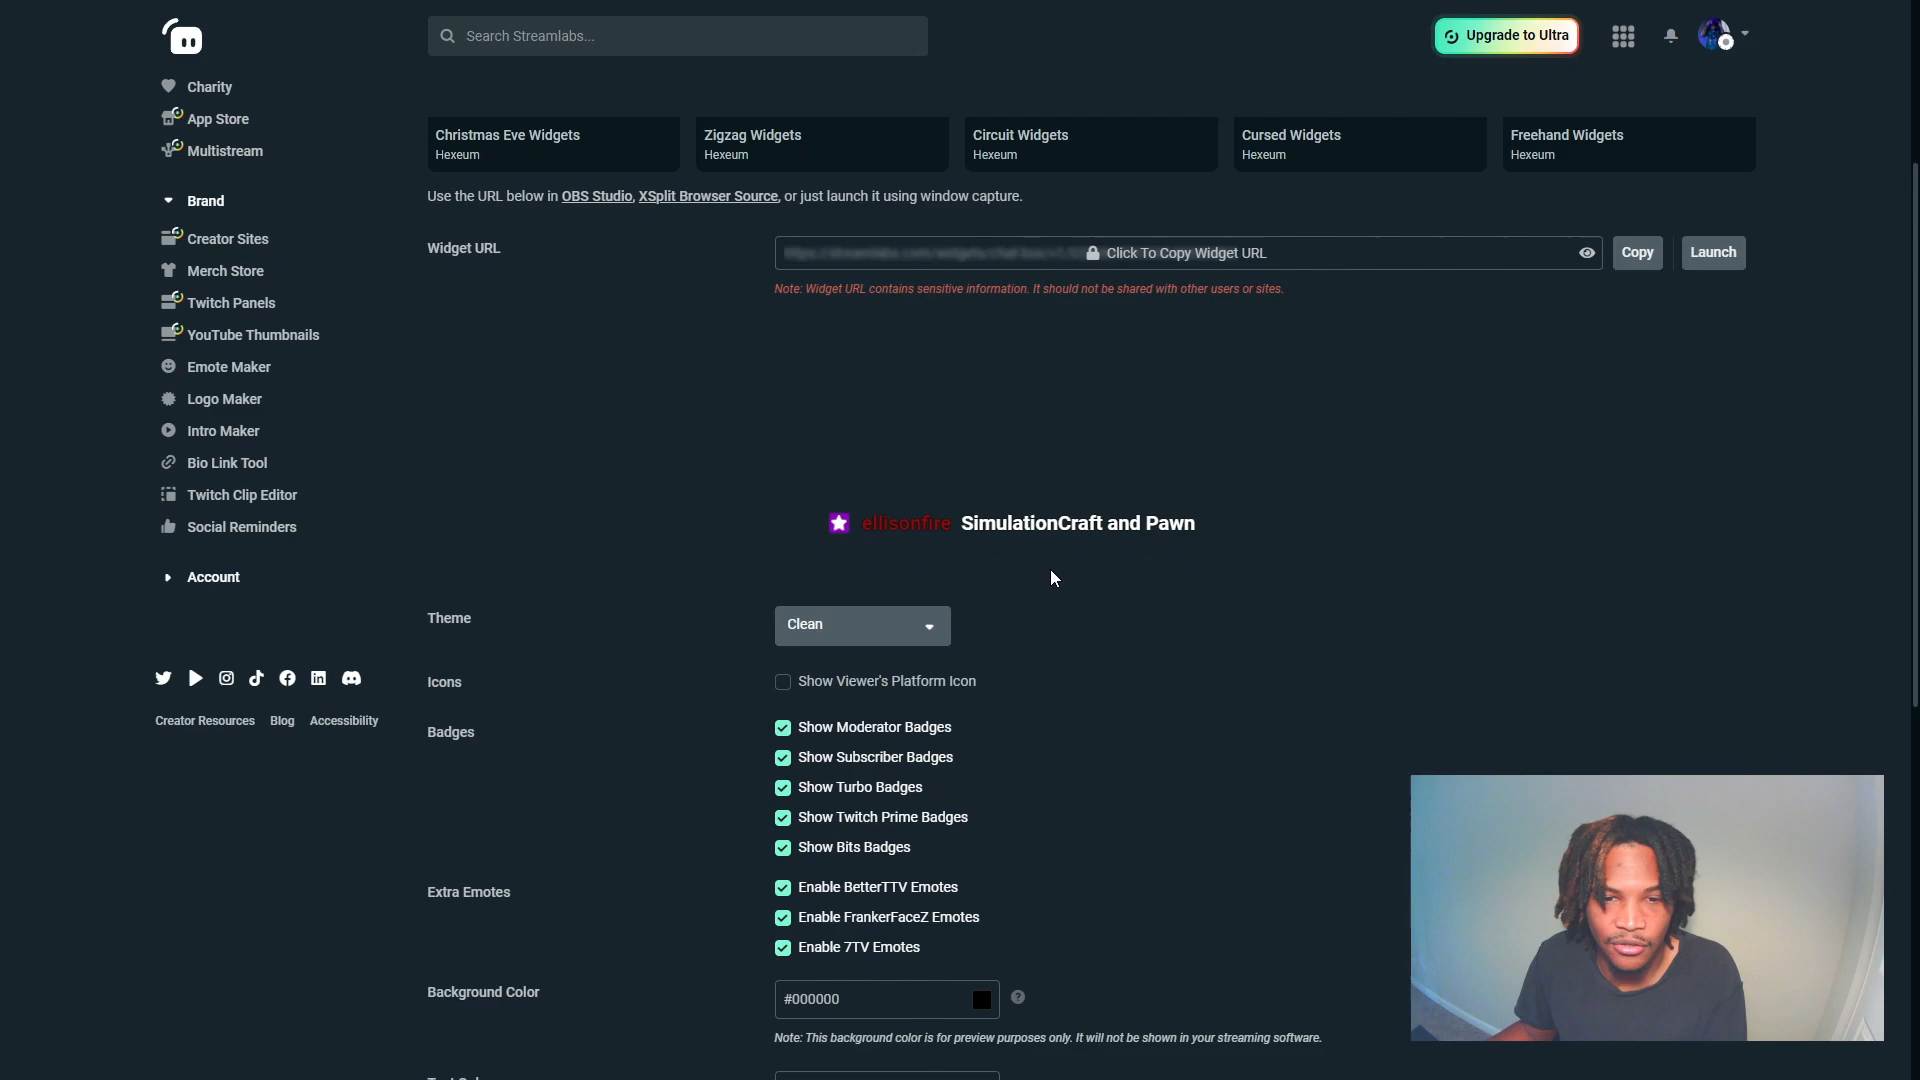 Search Streamlabs...
Upgrade to Ultra
Charity
App Store
Multistream
Brand
Creator Sites
Merch Store
Twitch Panels
YouTube Thumbnails
Emote Maker
Logo Maker
Intro Maker
Bio Link Tool
Twitch Clip Editor
Social Reminders
Account
Creator Resources Blog Accessibility
Christmas Eve Widgets
Hexeum
Zigzag Widgets
Hexeum
Circuit Widgets
Hexeum
Cursed Widgets
Hexeum
Freehand Widgets
Hexeum
Use the URL below in OBS Studio, XSplit Browser Source, or just launch it using window capture.
Widget URL
Click To Copy Widget URL
Copy
Launch
Note: Widget URL contains sensitive information. It should not be shared with other users or sites.
ellisonfire SimulationCraft and Pawn
Theme
Clean
Icons
Show Viewer's Platform Icon
Badges
Show Moderator Badges
Show Subscriber Badges
Show Turbo Badges
Show Twitch Prime Badges
Show Bits Badges
Extra Emotes
Enable BetterTTV Emotes
Enable FrankerFaceZ Emotes
Enable 7TV Emotes
Background Color
#000000
Note: This background color is for preview purposes only. It will not be shown in your streaming software.